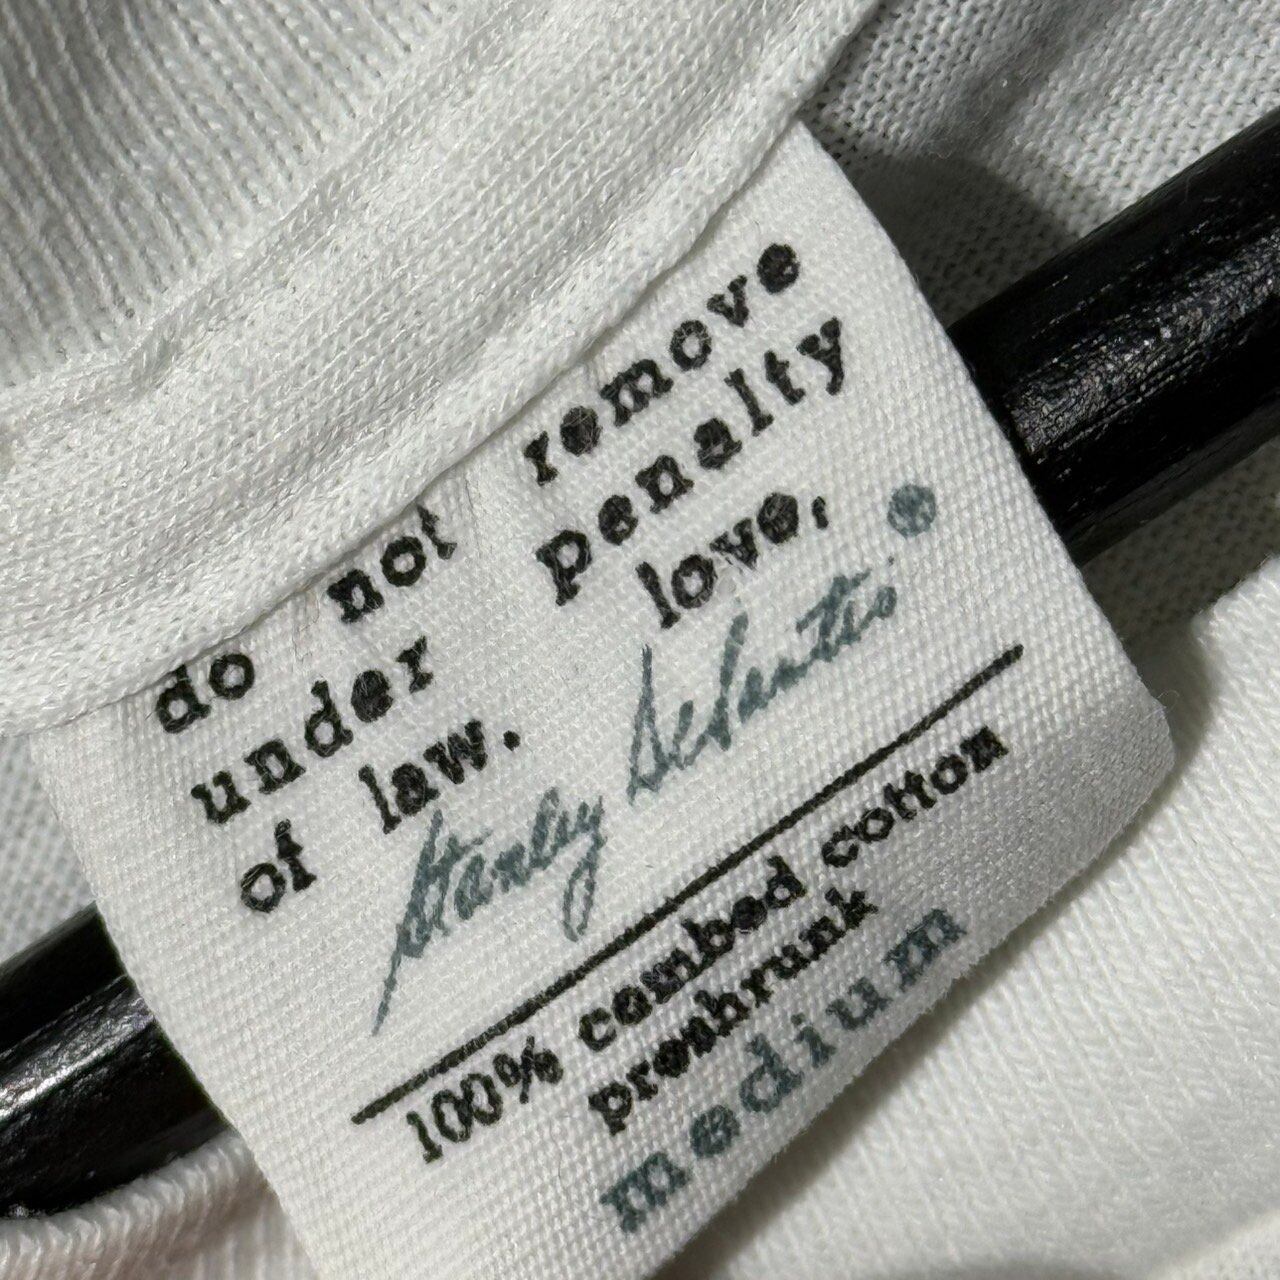 do not remove
under penalty
of law. love,
Stanley DeSantis
100% combed cotton
preshrunk
medium